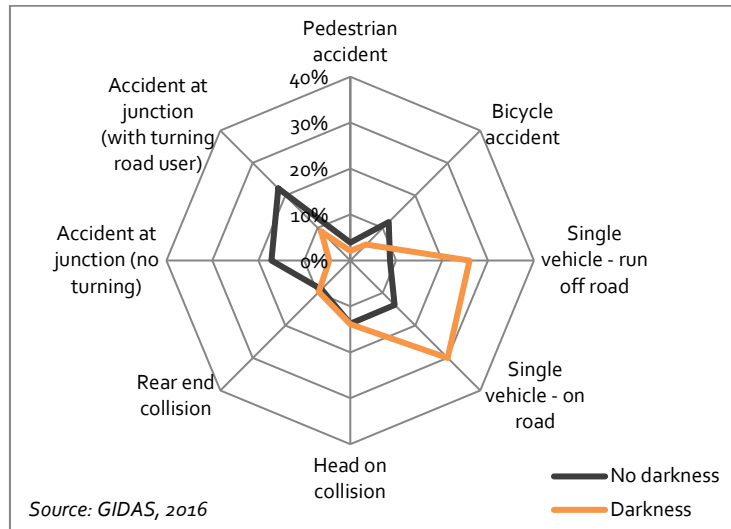 Pedestrian
accident
40%
30%
20%
10%
0%
Bicycle
accident
Single
vehicle - run
off road
Single
vehicle - on
road
Head on
collision
Rear end
collision
Accident at
junction (no
turning)
Accident at
junction
(with turning
road user)
No darkness
Darkness
Source: GIDAS, 2016